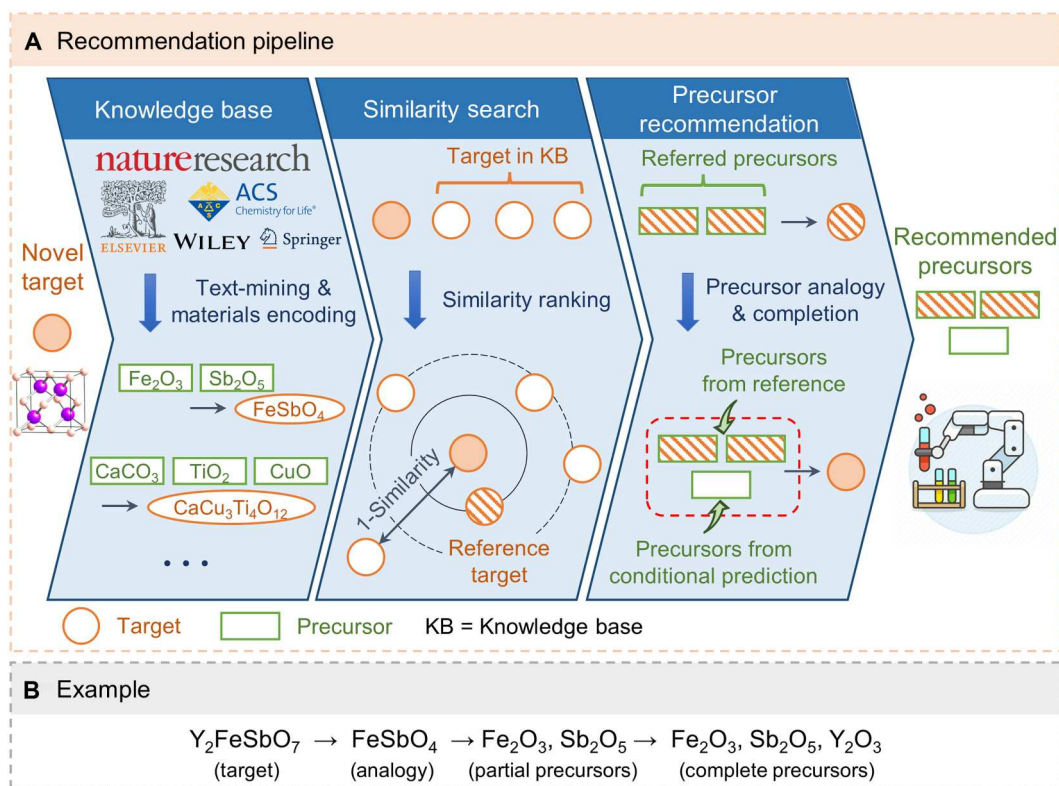 A Recommendation pipeline
Knowledge base
natureresearch
ELSEVIER
ACS
Chemistry for Life®
WILEY
Springer
Text-mining &
materials encoding
Novel
target
Fe₂O₃ Sb₂O₅
→ FeSbO₄
CaCO₃ TiO₂ CuO
→ CaCu₃Ti₄O₁₂
• • •
Similarity search
Target in KB
Similarity ranking
1-Similarity
Reference
target
Precursor
recommendation
Referred precursors
Precursor analogy
& completion
Precursors
from reference
Precursors from
conditional prediction
Recommended
precursors
Target Precursor KB = Knowledge base
B Example
Y₂FeSbO₇ → FeSbO₄ → Fe₂O₃, Sb₂O₅ → Fe₂O₃, Sb₂O₅, Y₂O₃
(target) (analogy) (partial precursors) (complete precursors)